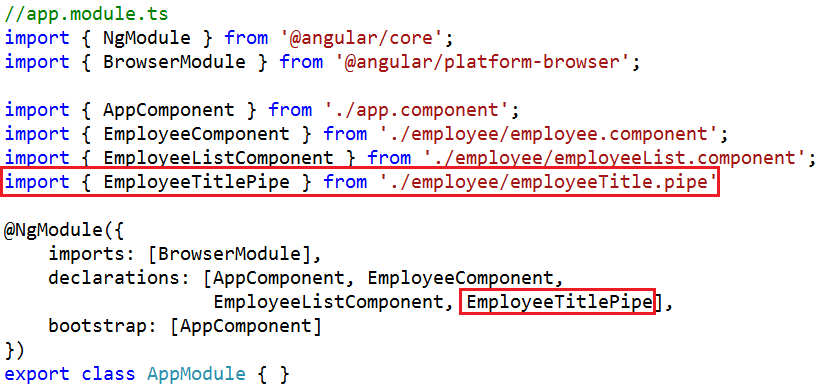 //app.module.ts
import { NgModule } from '@angular/core';
import { BrowserModule } from '@angular/platform-browser';
import { AppComponent } from './app.component';
import { EmployeeComponent } from './employee/employee.component';
import { EmployeeListComponent } from './employee/employeeList.component';
import { EmployeeTitlePipe } from './employee/employeeTitle.pipe'
@NgModule({
    imports: [BrowserModule],
    declarations: [AppComponent, EmployeeComponent,
                   EmployeeListComponent, EmployeeTitlePipe],
    bootstrap: [AppComponent]
})
export class AppModule { }